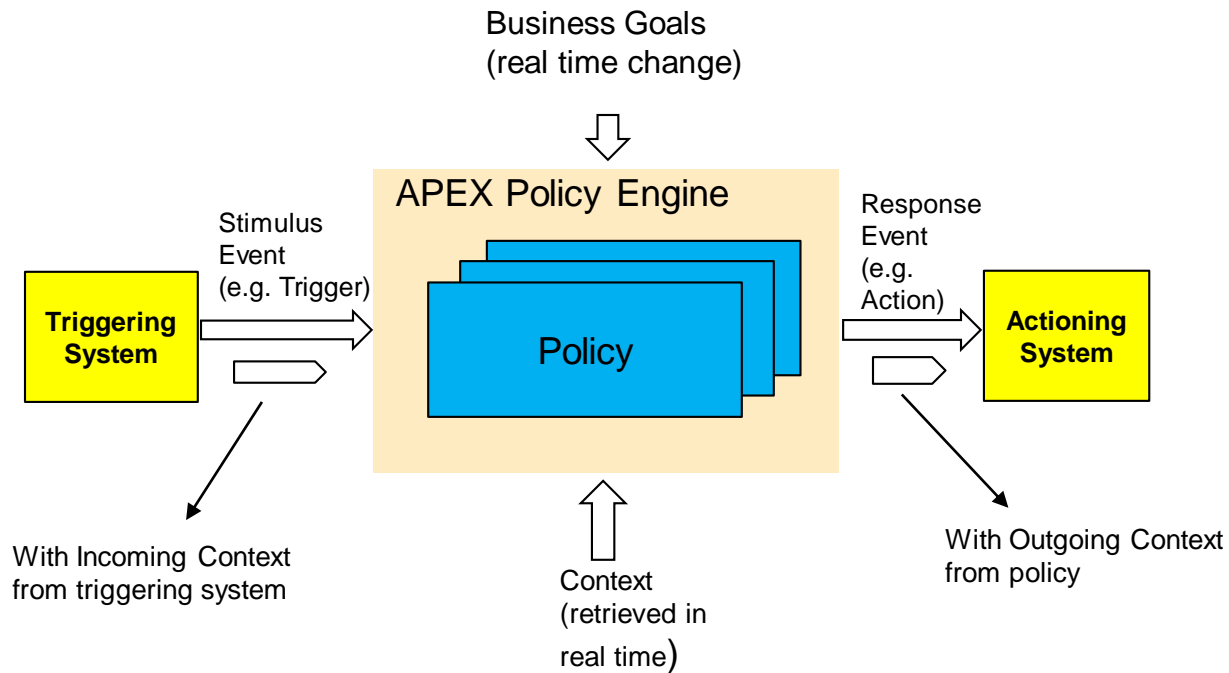 Business Goals
(real time change)
APEX Policy Engine
Stimulus
Event
(e.g. Trigger)
Response
Event
(e.g.
Action)
Triggering
System
Policy
Actioning
System
With Incoming Context
from triggering system
Context
(retrieved in
real time)
With Outgoing Context
from policy